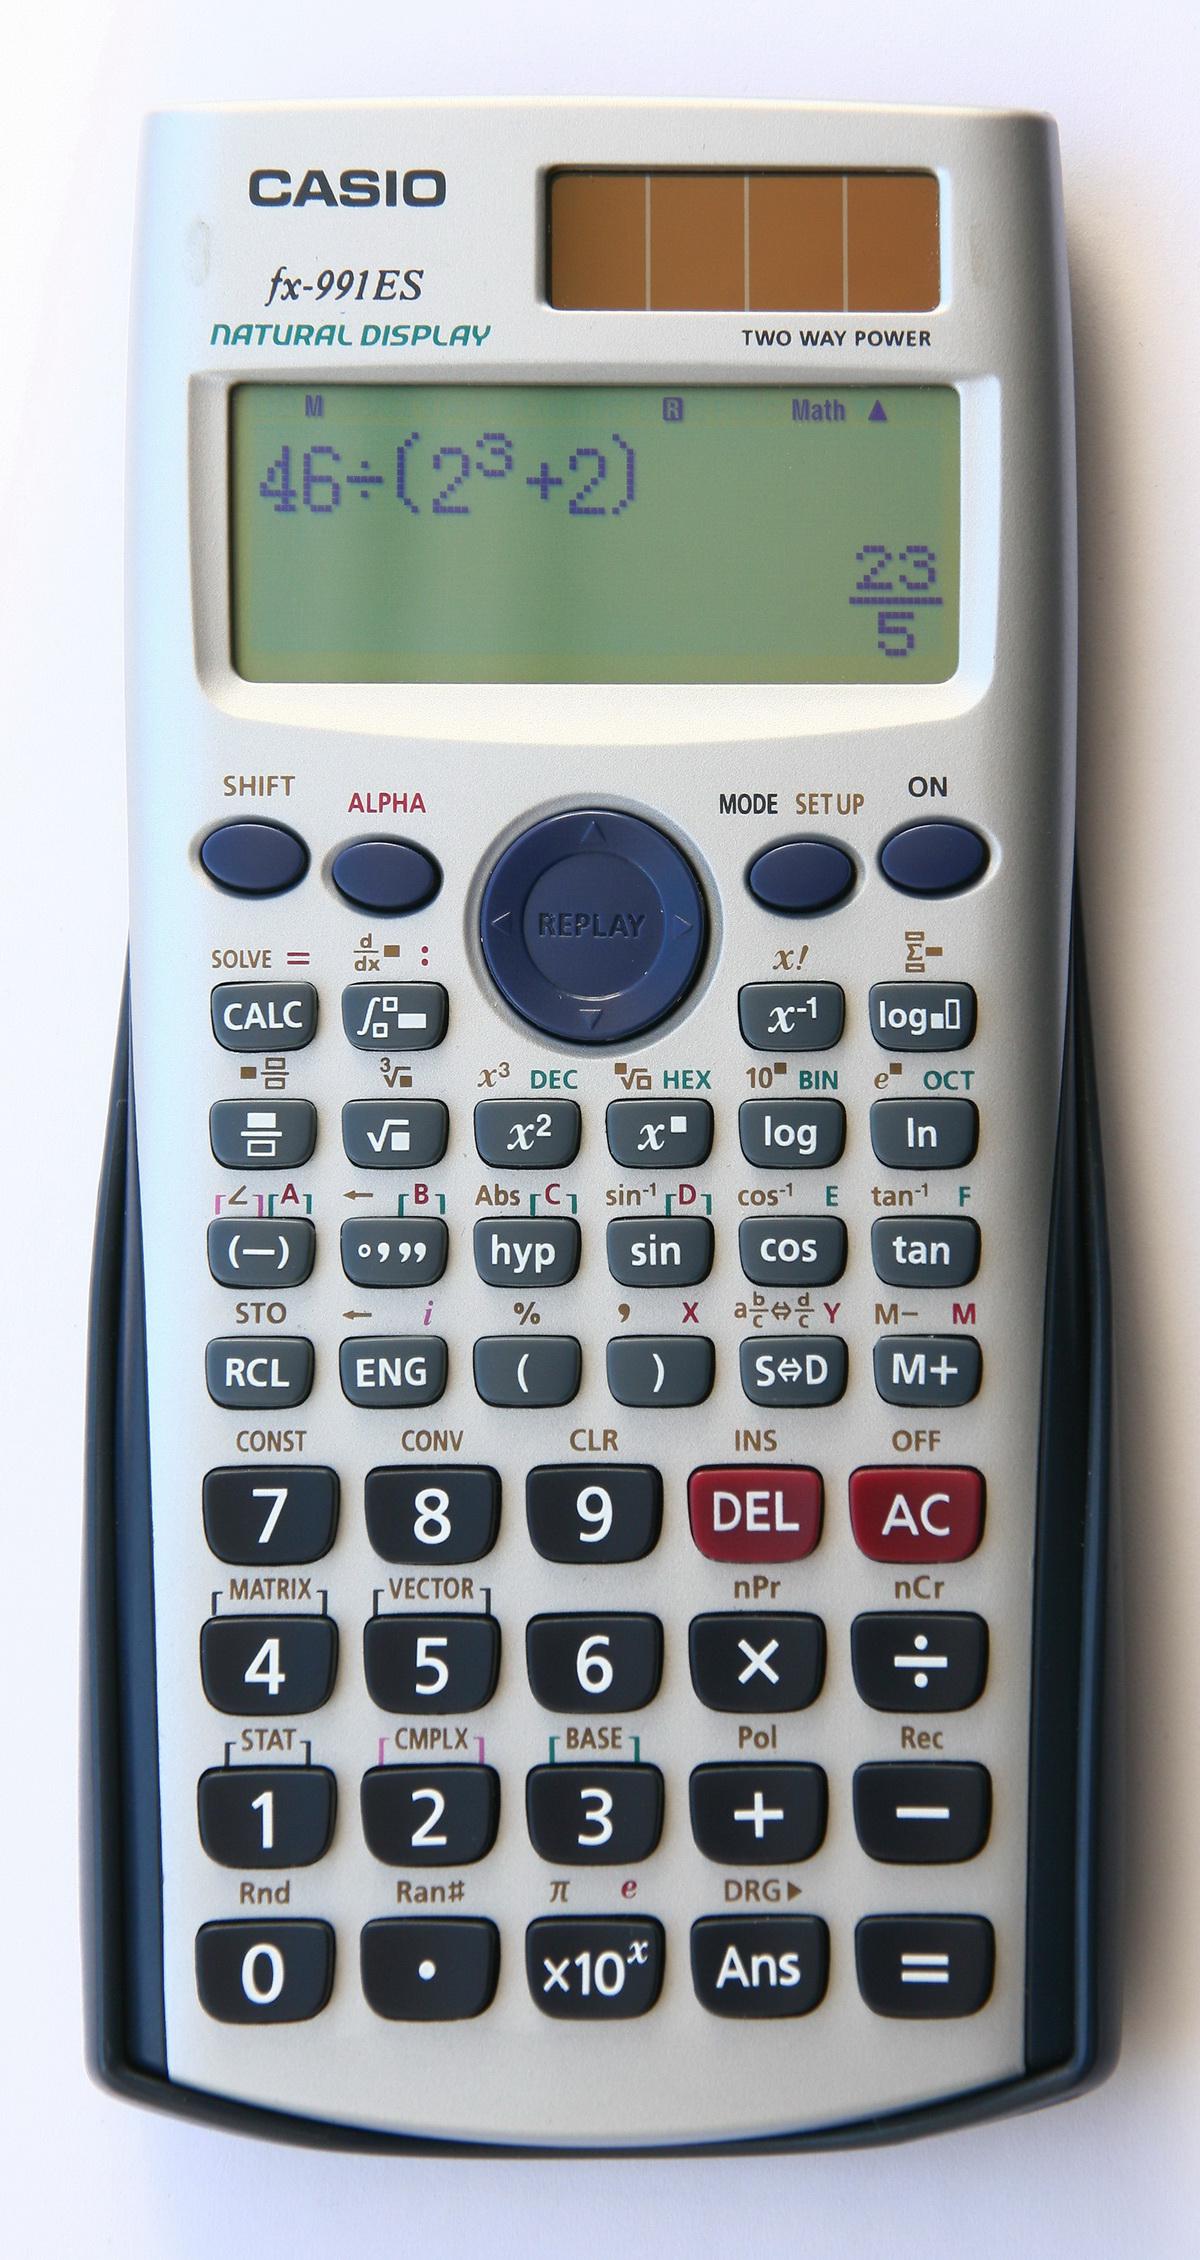 CASIO
fx-991ES
NATURAL DISPLAY
TWO WAY POWER
M R Math ▲
46÷(2³+2)
23
5
SHIFT ALPHA MODE SETUP ON
REPLAY
SOLVE = d/dx■ : x! Σ▯■
CALC ∫▯▯■ x⁻¹ log■▯
■▯/▯ ³√■ x³ DEC ■√▯ HEX 10■ BIN e■ OCT
■/▯ √■ x² x■ log ln
∠ A ← B Abs C sin⁻¹ D cos⁻¹ E tan⁻¹ F
(−) °,,, hyp sin cos tan
STO ← i % , X a b/c⇔d/c Y M− M
RCL ENG ( ) S⇔D M+
CONST CONV CLR INS OFF
7 8 9 DEL AC
MATRIX VECTOR nPr nCr
4 5 6 × ÷
STAT CMPLX BASE Pol Rec
1 2 3 + −
Rnd Ran# π e DRG▶
0 . ×10ˣ Ans =